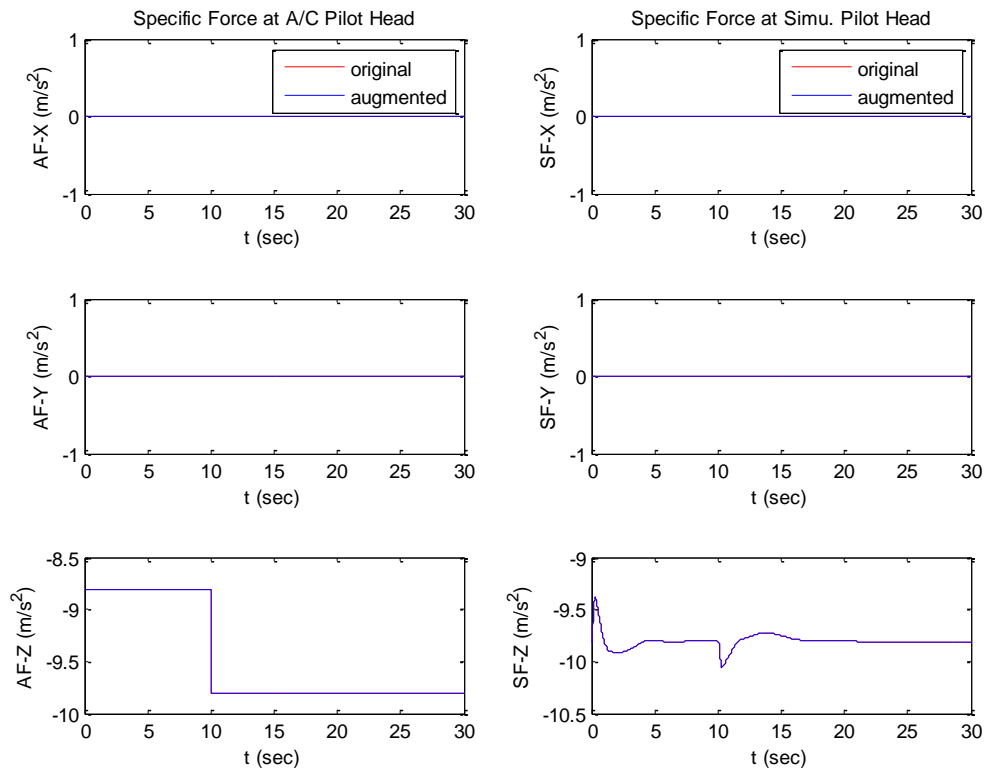 Specific Force at A/C Pilot Head
1
0
-1
AF-X (m/s²)
original
augmented
0 5 10 15 20 25 30
t (sec)
Specific Force at Simu. Pilot Head
1
0
-1
SF-X (m/s²)
original
augmented
0 5 10 15 20 25 30
t (sec)
1
0
-1
AF-Y (m/s²)
0 5 10 15 20 25 30
t (sec)
1
0
-1
SF-Y (m/s²)
0 5 10 15 20 25 30
t (sec)
-8.5
-9
-9.5
-10
AF-Z (m/s²)
0 5 10 15 20 25 30
t (sec)
-9
-9.5
-10
-10.5
SF-Z (m/s²)
0 5 10 15 20 25 30
t (sec)